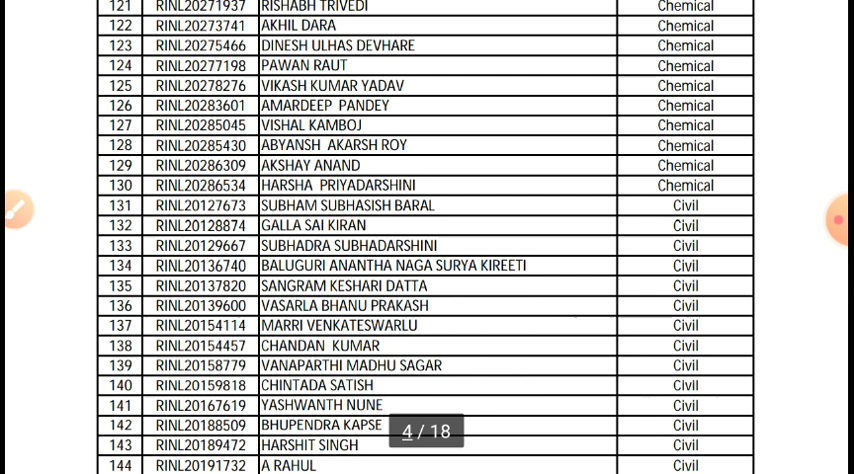 121 RINL20271937 RISHABH TRIVEDI Chemical
122 RINL20273741 AKHIL DARA Chemical
123 RINL20275466 DINESH ULHAS DEVHARE Chemical
124 RINL20277198 PAWAN RAUT Chemical
125 RINL20278276 VIKASH KUMAR YADAV Chemical
126 RINL20283601 AMARDEEP PANDEY Chemical
127 RINL20285045 VISHAL KAMBOJ Chemical
128 RINL20285430 ABYANSH AKARSH ROY Chemical
129 RINL20286309 AKSHAY ANAND Chemical
130 RINL20286534 HARSHA PRIYADARSHINI Chemical
131 RINL20127673 SUBHAM SUBHASISH BARAL Civil
132 RINL20128874 GALLA SAI KIRAN Civil
133 RINL20129667 SUBHADRA SUBHADARSHINI Civil
134 RINL20136740 BALUGURI ANANTHA NAGA SURYA KIREETI Civil
135 RINL20137820 SANGRAM KESHARI DATTA Civil
136 RINL20139600 VASARLA BHANU PRAKASH Civil
137 RINL20154114 MARRI VENKATESWARLU Civil
138 RINL20154457 CHANDAN KUMAR Civil
139 RINL20158779 VANAPARTHI MADHU SAGAR Civil
140 RINL20159818 CHINTADA SATISH Civil
141 RINL20167619 YASHWANTH NUNE Civil
142 RINL20188509 BHUPENDRA KAPSE Civil
4 / 18
143 RINL20189472 HARSHIT SINGH Civil
144 RINL20191732 A RAHUL Civil